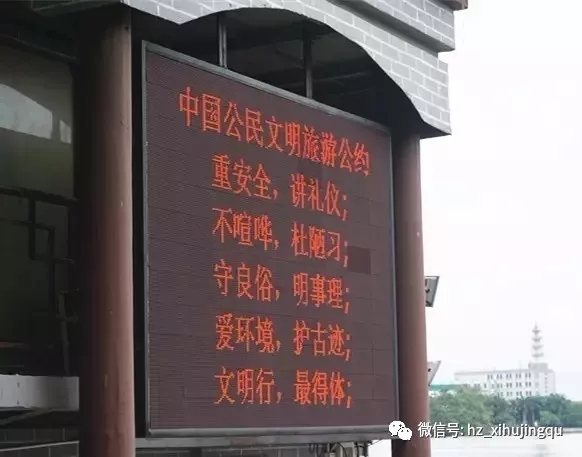 中国公民文明旅游公约
重安全，讲礼仪；
不喧哗，杜陋习；
守良俗，明事理；
爱环境，护古迹；
文明行，最得体；
微信号: hz_xihujingqu